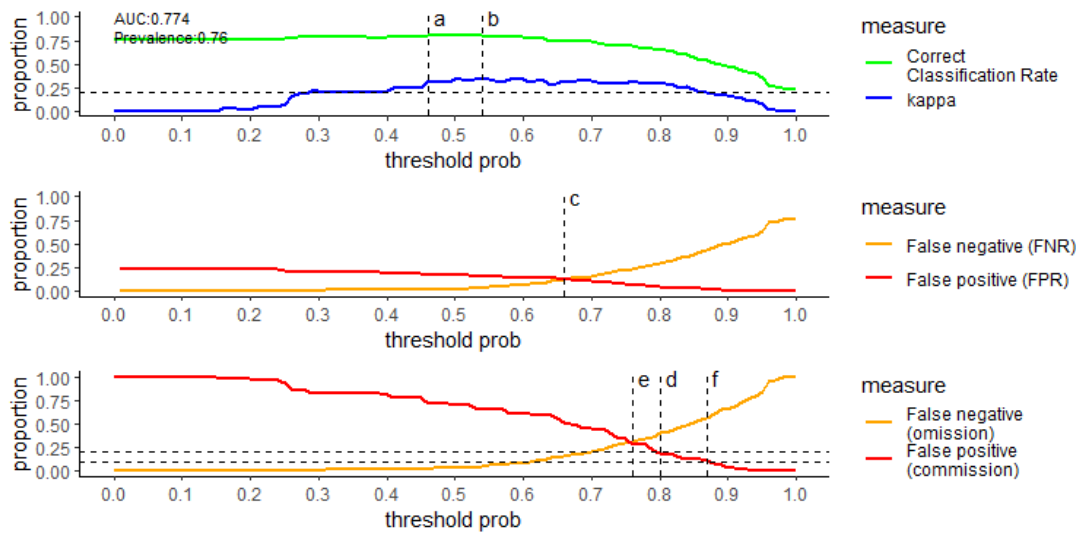 AUC:0.774
Prevalence:0.76
a
b
proportion
1.00
0.75
0.50
0.25
0.00
0.0 0.1 0.2 0.3 0.4 0.5 0.6 0.7 0.8 0.9 1.0
threshold prob
measure
Correct
Classification Rate
kappa
c
proportion
1.00
0.75
0.50
0.25
0.00
0.0 0.1 0.2 0.3 0.4 0.5 0.6 0.7 0.8 0.9 1.0
threshold prob
measure
False negative (FNR)
False positive (FPR)
e d f
proportion
1.00
0.75
0.50
0.25
0.00
0.0 0.1 0.2 0.3 0.4 0.5 0.6 0.7 0.8 0.9 1.0
threshold prob
measure
False negative
(omission)
False positive
(commission)